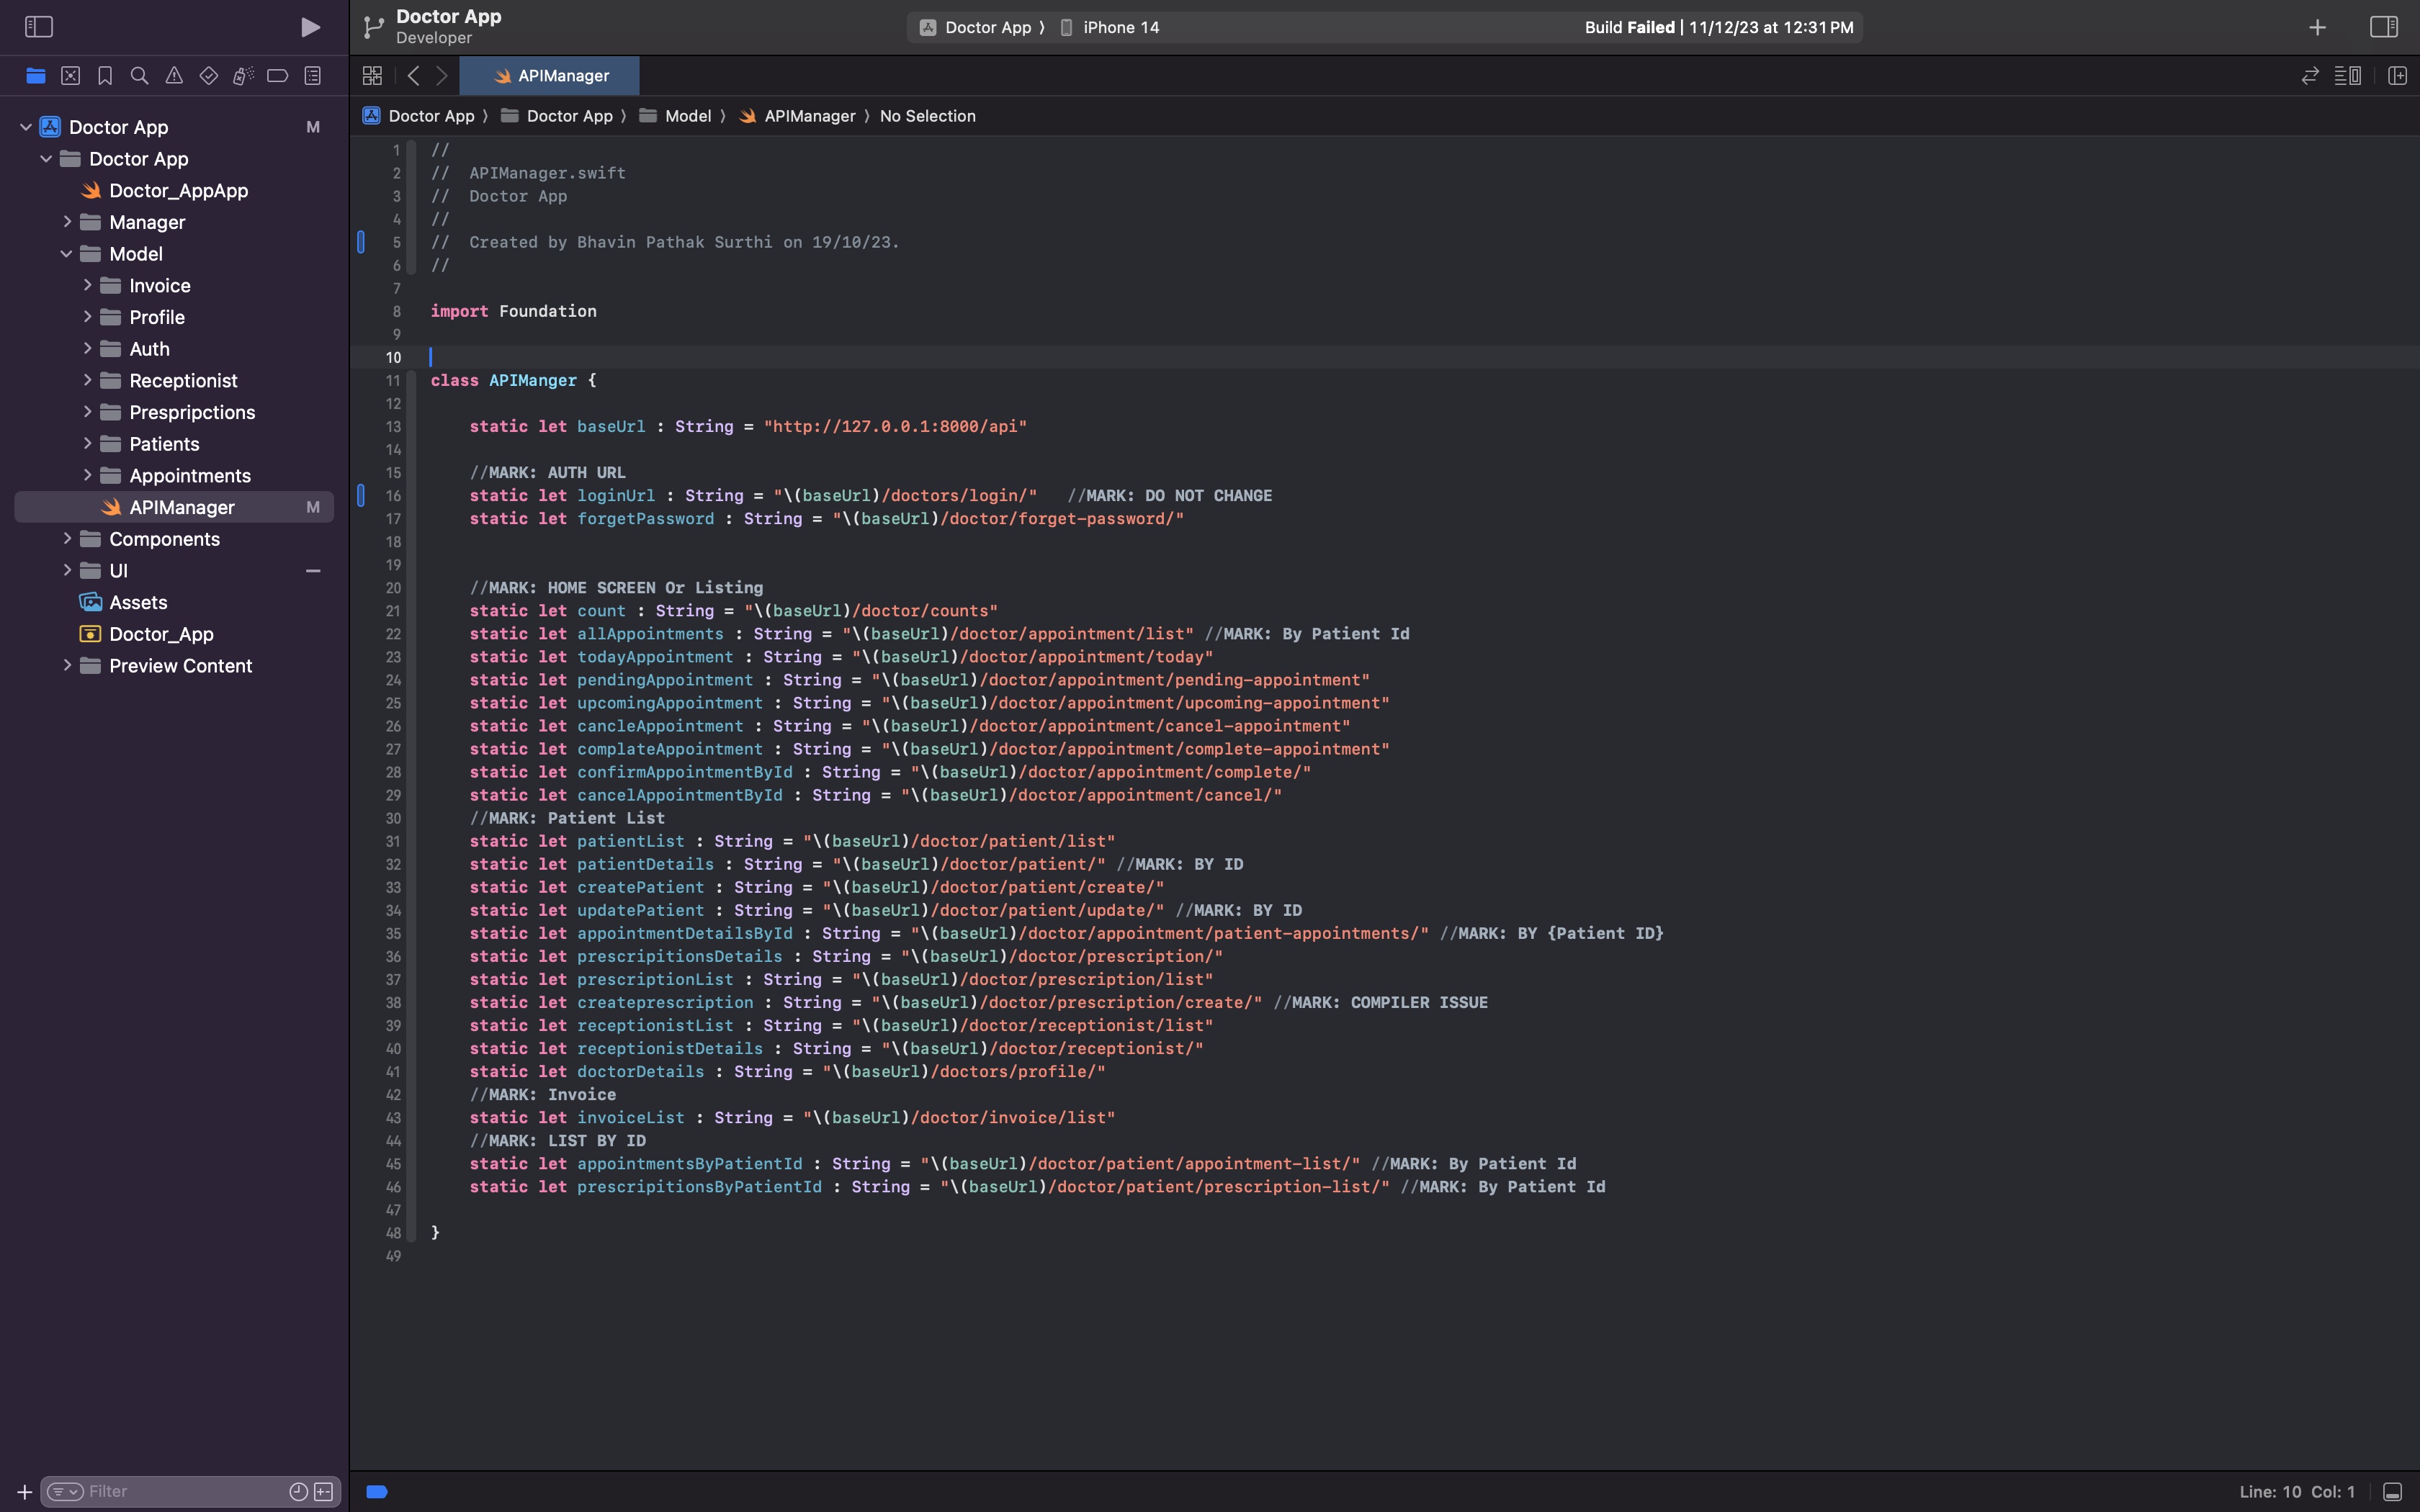 Doctor App
Developer
Doctor App 〉 iPhone 14
Build Failed | 11/12/23 at 12:31 PM
APIManager
Doctor App 〉 Doctor App 〉 Model 〉 APIManager 〉 No Selection
Doctor App M
Doctor App
Doctor_AppApp
Manager
Model
Invoice
Profile
Auth
Receptionist
Prespripctions
Patients
Appointments
APIManager M
Components
UI
Assets
Doctor_App
Preview Content
Filter
1 //
2 //  APIManager.swift
3 //  Doctor App
4 //
5 //  Created by Bhavin Pathak Surthi on 19/10/23.
6 //
7
8 import Foundation
9
10
11 class APIManger {
12
13     static let baseUrl : String = "http://127.0.0.1:8000/api"
14
15     //MARK: AUTH URL
16     static let loginUrl : String = "\(baseUrl)/doctors/login/"   //MARK: DO NOT CHANGE
17     static let forgetPassword : String = "\(baseUrl)/doctor/forget-password/"
18
19
20     //MARK: HOME SCREEN Or Listing
21     static let count : String = "\(baseUrl)/doctor/counts"
22     static let allAppointments : String = "\(baseUrl)/doctor/appointment/list" //MARK: By Patient Id
23     static let todayAppointment : String = "\(baseUrl)/doctor/appointment/today"
24     static let pendingAppointment : String = "\(baseUrl)/doctor/appointment/pending-appointment"
25     static let upcomingAppointment : String = "\(baseUrl)/doctor/appointment/upcoming-appointment"
26     static let cancleAppointment : String = "\(baseUrl)/doctor/appointment/cancel-appointment"
27     static let complateAppointment : String = "\(baseUrl)/doctor/appointment/complete-appointment"
28     static let confirmAppointmentById : String = "\(baseUrl)/doctor/appointment/complete/"
29     static let cancelAppointmentById : String = "\(baseUrl)/doctor/appointment/cancel/"
30     //MARK: Patient List
31     static let patientList : String = "\(baseUrl)/doctor/patient/list"
32     static let patientDetails : String = "\(baseUrl)/doctor/patient/" //MARK: BY ID
33     static let createPatient : String = "\(baseUrl)/doctor/patient/create/"
34     static let updatePatient : String = "\(baseUrl)/doctor/patient/update/" //MARK: BY ID
35     static let appointmentDetailsById : String = "\(baseUrl)/doctor/appointment/patient-appointments/" //MARK: BY {Patient ID}
36     static let prescripitionsDetails : String = "\(baseUrl)/doctor/prescription/"
37     static let prescriptionList : String = "\(baseUrl)/doctor/prescription/list"
38     static let createprescription : String = "\(baseUrl)/doctor/prescription/create/" //MARK: COMPILER ISSUE
39     static let receptionistList : String = "\(baseUrl)/doctor/receptionist/list"
40     static let receptionistDetails : String = "\(baseUrl)/doctor/receptionist/"
41     static let doctorDetails : String = "\(baseUrl)/doctors/profile/"
42     //MARK: Invoice
43     static let invoiceList : String = "\(baseUrl)/doctor/invoice/list"
44     //MARK: LIST BY ID
45     static let appointmentsByPatientId : String = "\(baseUrl)/doctor/patient/appointment-list/" //MARK: By Patient Id
46     static let prescripitionsByPatientId : String = "\(baseUrl)/doctor/patient/prescription-list/" //MARK: By Patient Id
47
48 }
49
Line: 10 Col: 1